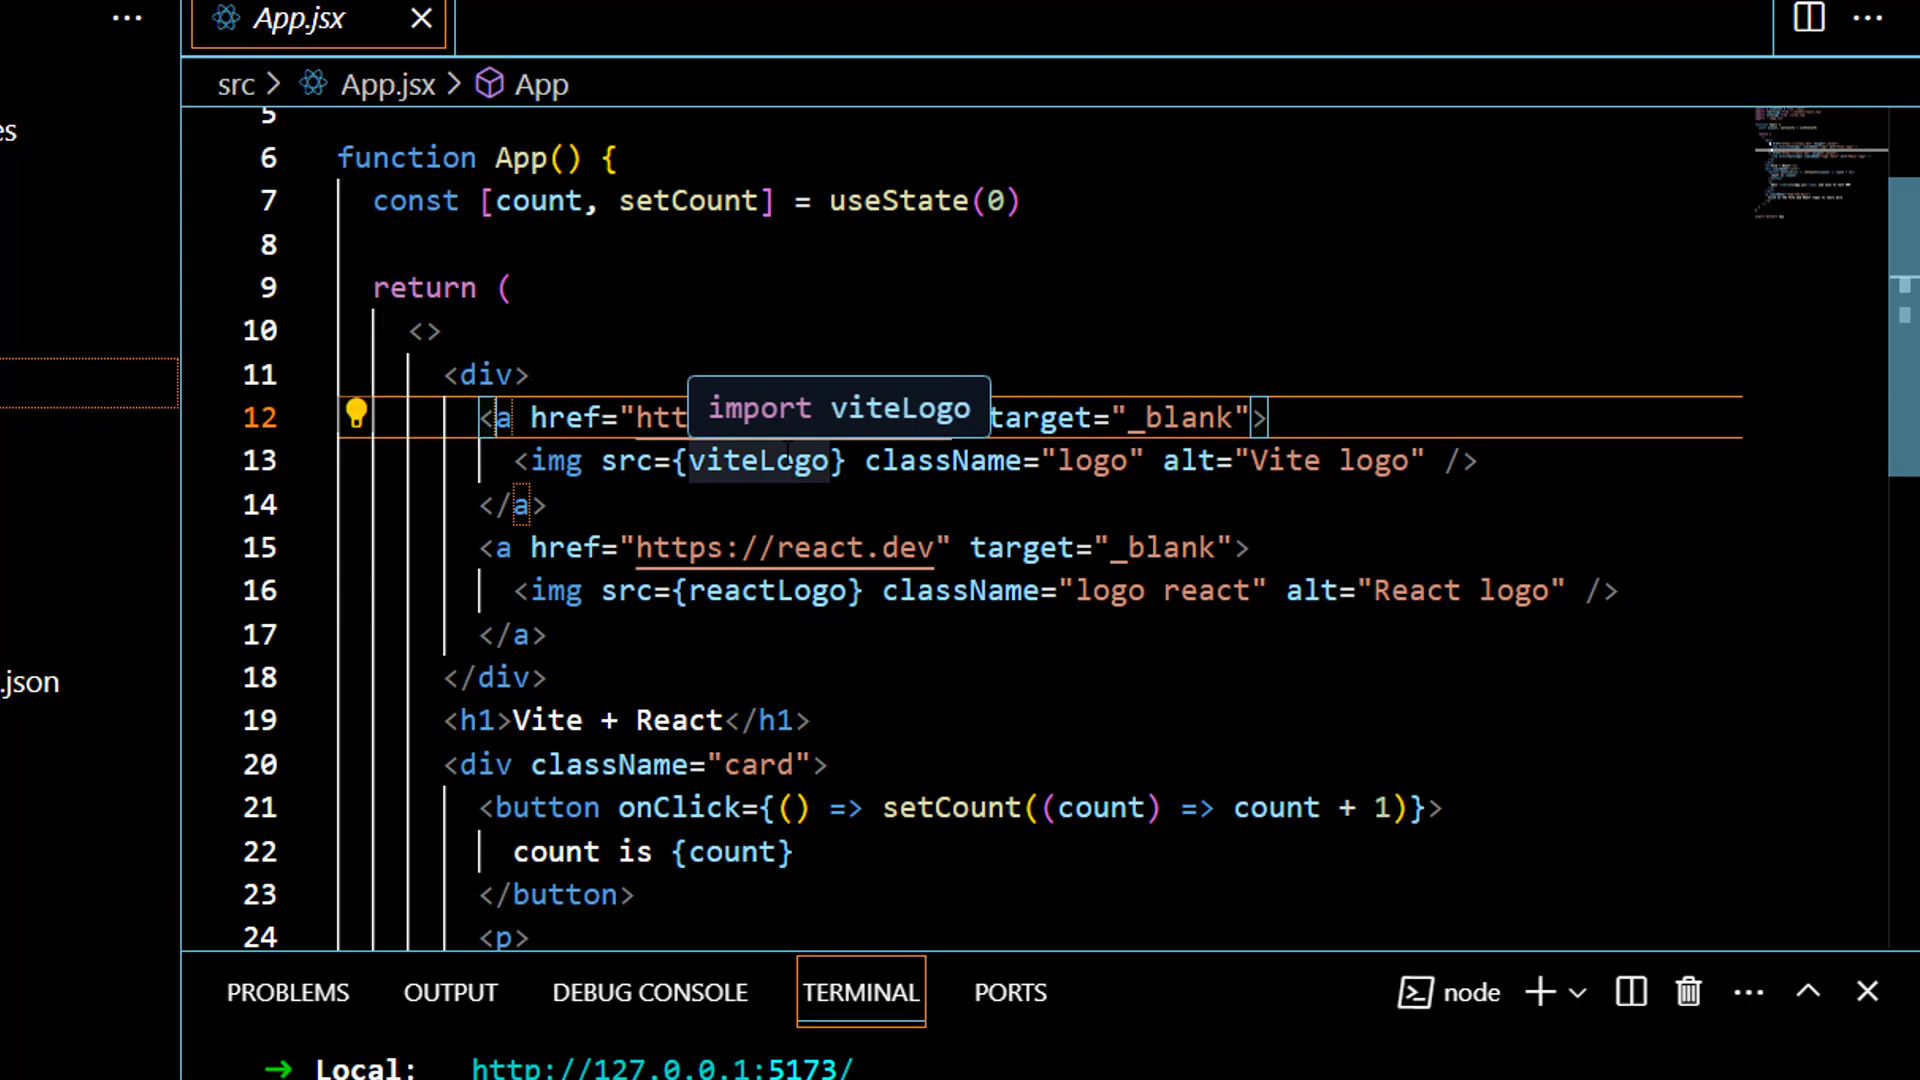 App.jsx
src > App.jsx > App
es
5
6 function App() {
7 const [count, setCount] = useState(0)
8
9 return (
10 <>
11 <div>
12 <a href="htt target="_blank">
import viteLogo
13 <img src={viteLogo} className="logo" alt="Vite logo" />
14 </a>
15 <a href="https://react.dev" target="_blank">
16 <img src={reactLogo} className="logo react" alt="React logo" />
17 </a>
18 </div>
.json
19 <h1>Vite + React</h1>
20 <div className="card">
21 <button onClick={() => setCount((count) => count + 1)}>
22 count is {count}
23 </button>
24 <p>
PROBLEMS OUTPUT DEBUG CONSOLE TERMINAL PORTS node
➜ Local: http://127.0.0.1:5173/